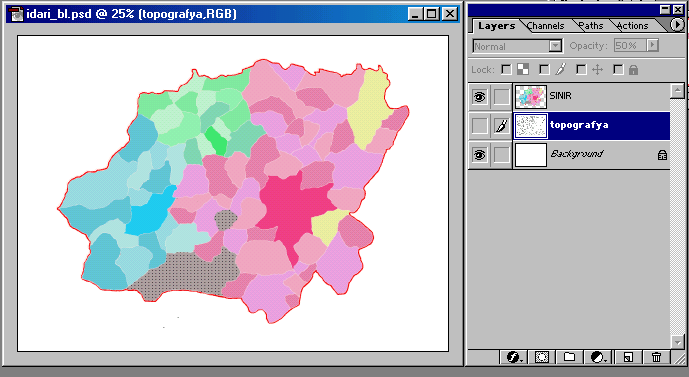 idari_bl.psd @ 25% (topografya,RGB)
Layers
Channels
Paths
Actions
Normal
Opacity: 50%
Lock:
SINIR
topografya
Background